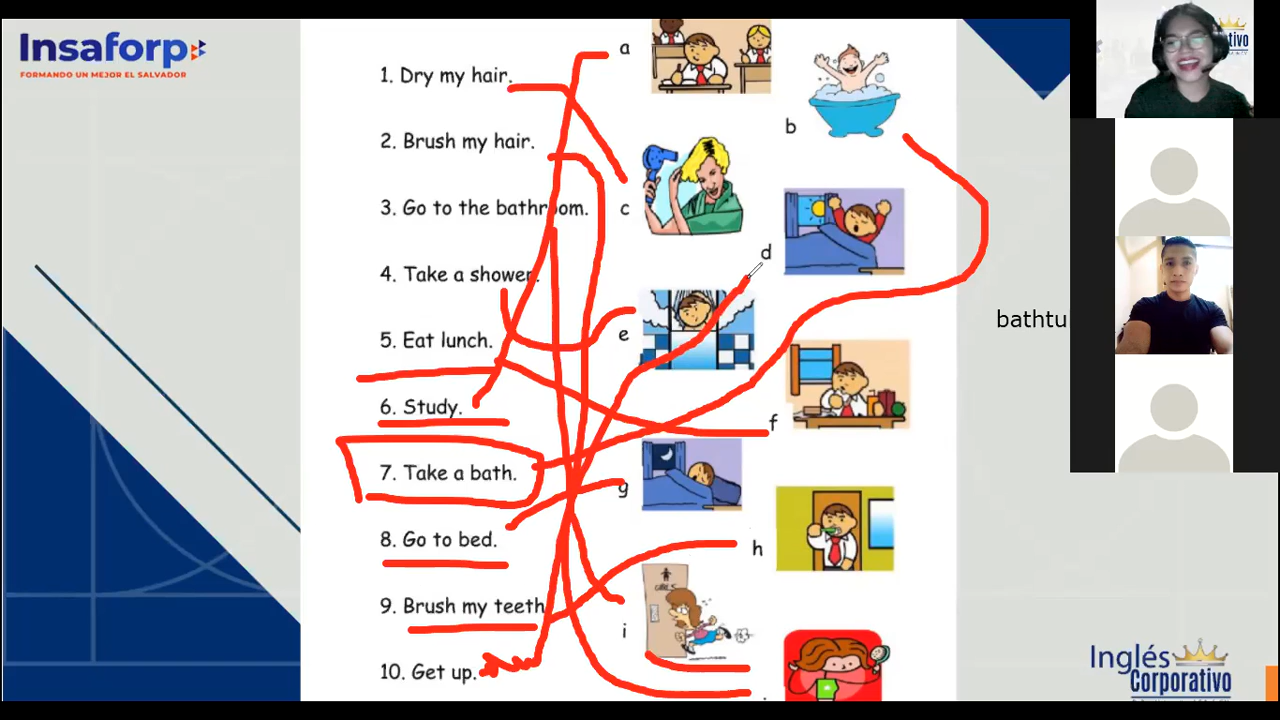 Insaforp
FORMANDO UN MEJOR EL SALVADOR
1. Dry my hair.
2. Brush my hair.
3. Go to the bathroom.
4. Take a shower.
5. Eat lunch.
6. Study.
7. Take a bath.
8. Go to bed.
9. Brush my teeth
10. Get up.
a
b
c
d
e
f
g
h
i
bathtu
Inglés
Corporativo